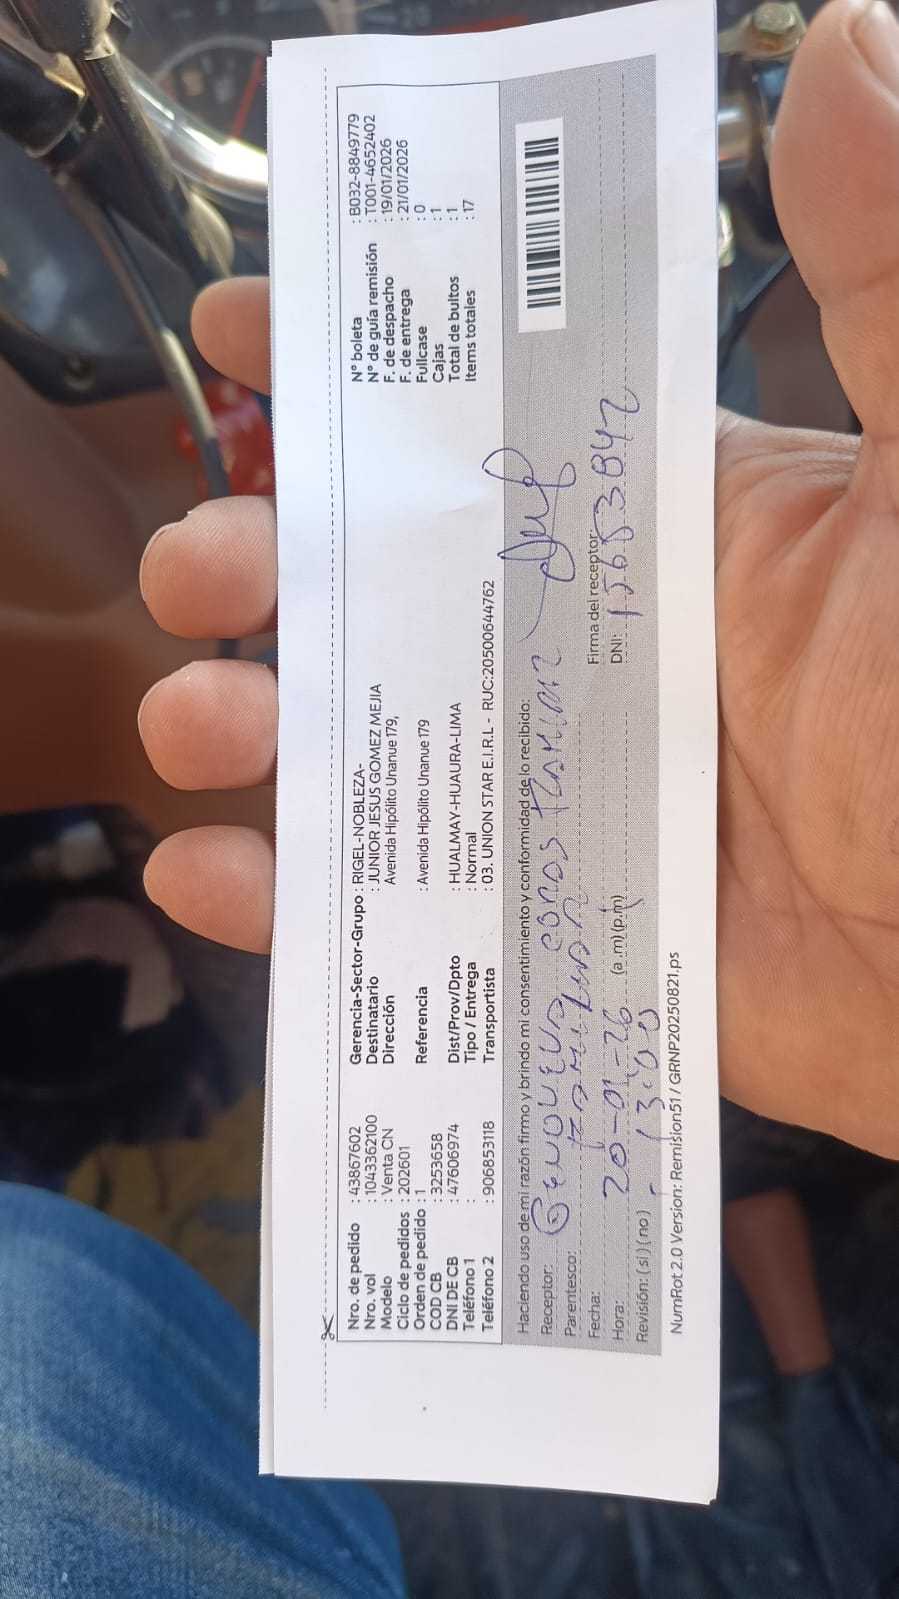 Nro. de pedido : 43867602
Nro. vol : 1043362100
Modelo : Venta CN
Ciclo de pedidos : 202601
Orden de pedido : 1
COD CB : 3253658
DNI DE CB : 47606974
Teléfono 1 :
Teléfono 2 : 906853118
Gerencia-Sector-Grupo : RIGEL-NOBLEZA-
Destinatario : JUNIOR JESUS GOMEZ MEJIA
Dirección Avenida Hipólito Unanue 179,
Referencia : Avenida Hipólito Unanue 179
Dist/Prov/Dpto : HUALMAY-HUAURA-LIMA
Tipo / Entrega : Normal
Transportista : 03. UNION STAR E.I.R.L - RUC:20500644762
N° boleta : B032-8849779
N° de guía remisión : T001-4652402
F. de despacho : 19/01/2026
F. de entrega : 21/01/2026
Fullcase : 0
Cajas : 1
Total de bultos : 1
Items totales : 17
Haciendo uso de mi razón firmo y brindo mi consentimiento y conformidad de lo recibido:
Receptor:
Parentesco: FAMILIAR
Fecha: 20-01-26
Hora: 13:00 (a.m)(p.m)
Revisión: (si) (no)
Firma del receptor:
DNI: 15683842
NumRot 2.0 Version: Remision51 / GRNP20250821.ps